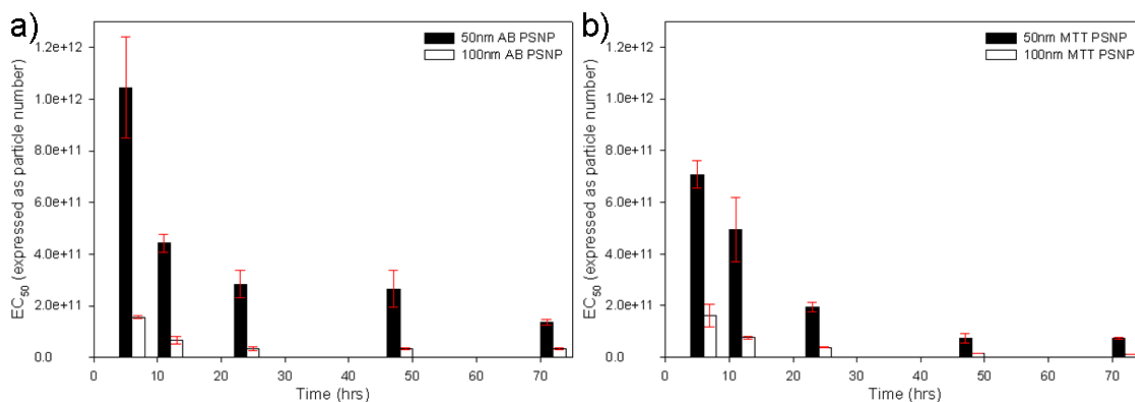 a)
50nm AB PSNP
100nm AB PSNP
EC50 (expressed as particle number)
1.2e+12
1.0e+12
8.0e+11
6.0e+11
4.0e+11
2.0e+11
0.0
0 10 20 30 40 50 60 70
Time (hrs)
b)
50nm MTT PSNP
100nm MTT PSNP
EC50 (expressed as particle number)
1.2e+12
1.0e+12
8.0e+11
6.0e+11
4.0e+11
2.0e+11
0.0
0 10 20 30 40 50 60 70
Time (hrs)